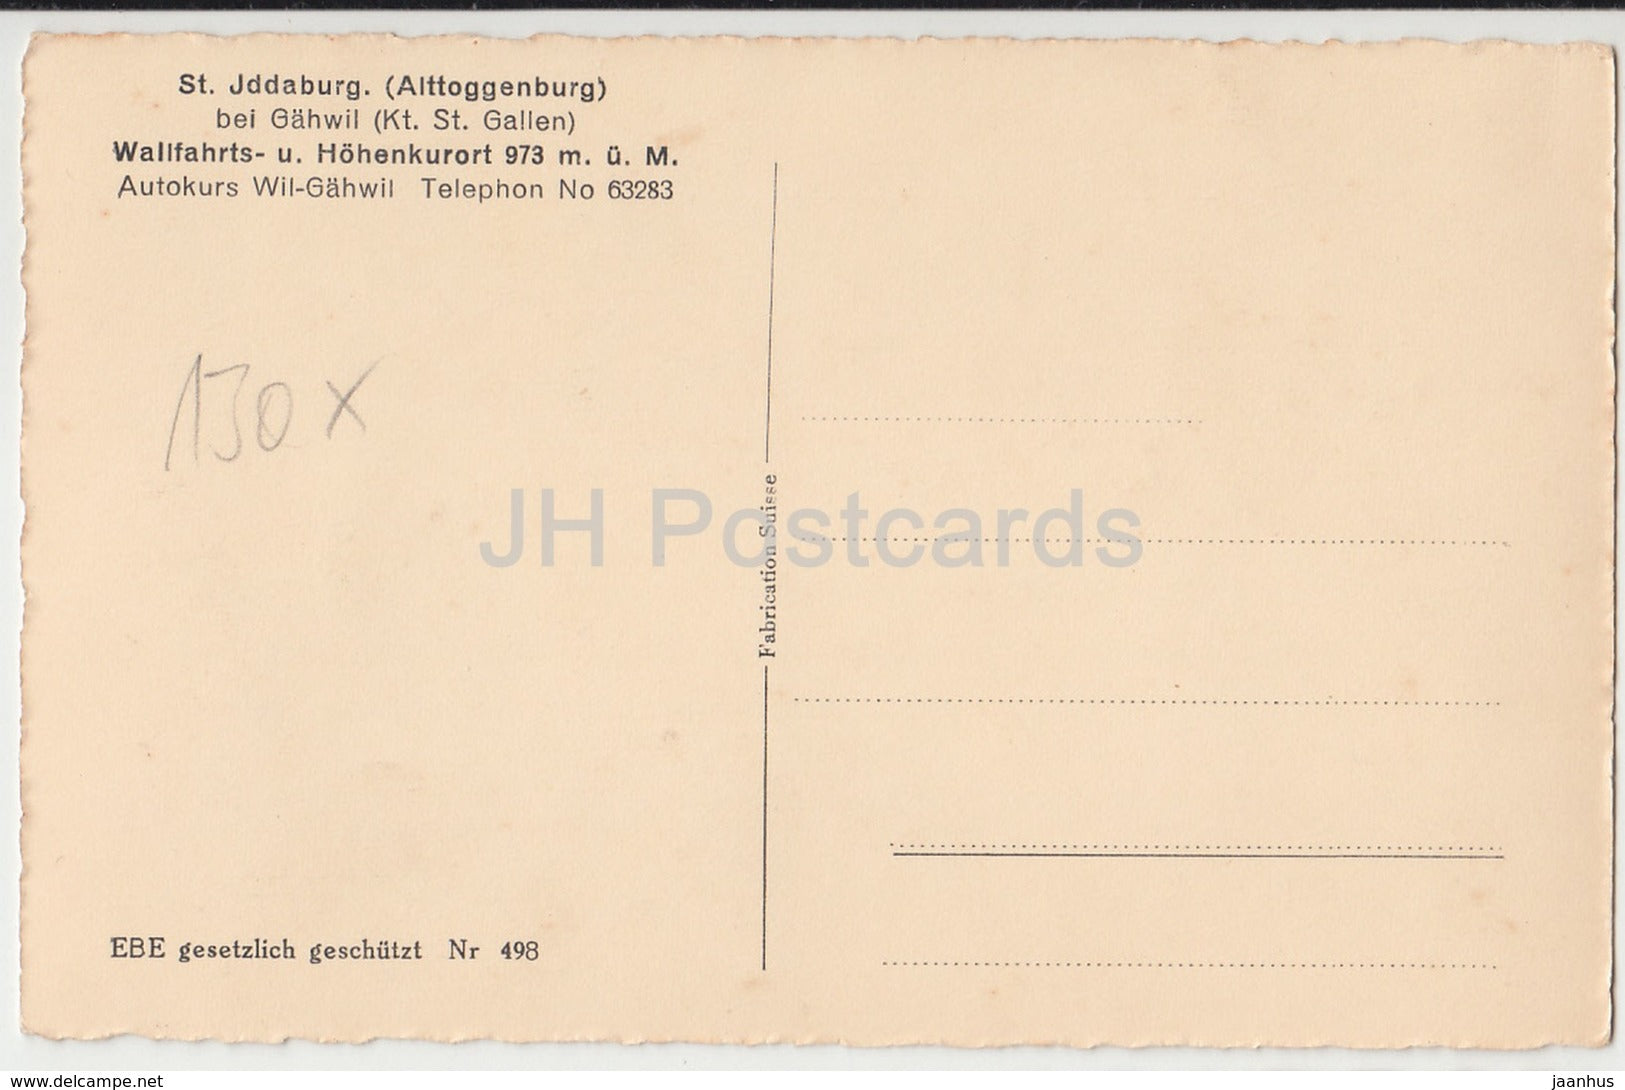 St. Jddaburg. (Alttoggenburg)
bei Gähwil (Kt. St. Gallen)
Wallfahrts- u. Höhenkurort 973 m. ü. M.
Autokurs Wil-Gähwil Telephon No 63283
130 x
JH Postcards
Fabrication Suisse
EBE gesetzlich geschützt Nr 498
www.delcampe.net
jaanhus